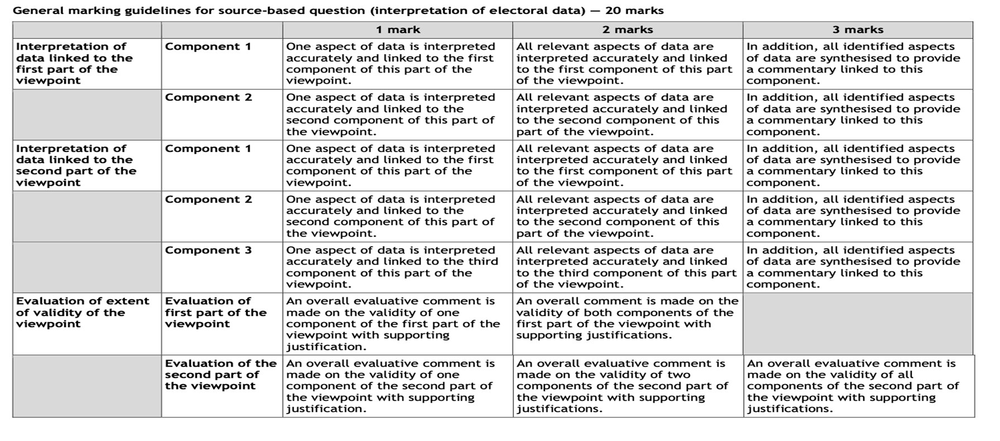 General marking guidelines for source-based question (interpretation of electoral data) — 20 marks
1 mark
2 marks
3 marks
Interpretation of
data linked to the
first part of the
viewpoint
Component 1
One aspect of data is interpreted
accurately and linked to the first
component of this part of the
viewpoint.
All relevant aspects of data are
interpreted accurately and linked
to the first component of this part
of the viewpoint.
In addition, all identified aspects
of data are synthesised to provide
a commentary linked to this
component.
Component 2
One aspect of data is interpreted
accurately and linked to the
second component of this part of
the viewpoint.
All relevant aspects of data are
interpreted accurately and linked
to the second component of this
part of the viewpoint.
In addition, all identified aspects
of data are synthesised to provide
a commentary linked to this
component.
Interpretation of
data linked to the
second part of the
viewpoint
Component 1
One aspect of data is interpreted
accurately and linked to the first
component of this part of the
viewpoint.
All relevant aspects of data are
interpreted accurately and linked
to the first component of this part
of the viewpoint.
In addition, all identified aspects
of data are synthesised to provide
a commentary linked to this
component.
Component 2
One aspect of data is interpreted
accurately and linked to the
second component of this part of
the viewpoint.
All relevant aspects of data are
interpreted accurately and linked
to the second component of this
part of the viewpoint.
In addition, all identified aspects
of data are synthesised to provide
a commentary linked to this
component.
Component 3
One aspect of data is interpreted
accurately and linked to the third
component of this part of the
viewpoint.
All relevant aspects of data are
interpreted accurately and linked
to the third component of this part
of the viewpoint.
In addition, all identified aspects
of data are synthesised to provide
a commentary linked to this
component.
Evaluation of extent
of validity of the
viewpoint
Evaluation of
first part of the
viewpoint
An overall evaluative comment is
made on the validity of one
component of the first part of the
viewpoint with supporting
justification.
An overall comment is made on the
validity of both components of the
first part of the viewpoint with
supporting justifications.
Evaluation of the
second part of
the viewpoint
An overall evaluative comment is
made on the validity of one
component of the second part of
the viewpoint with supporting
justification.
An overall evaluative comment is
made on the validity of two
components of the second part of
the viewpoint with supporting
justifications.
An overall evaluative comment is
made on the validity of all
components of the second part of
the viewpoint with supporting
justifications.